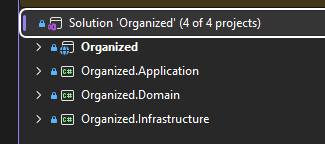 Solution 'Organized' (4 of 4 projects)
Organized
C# Organized.Application
C# Organized.Domain
C# Organized.Infrastructure